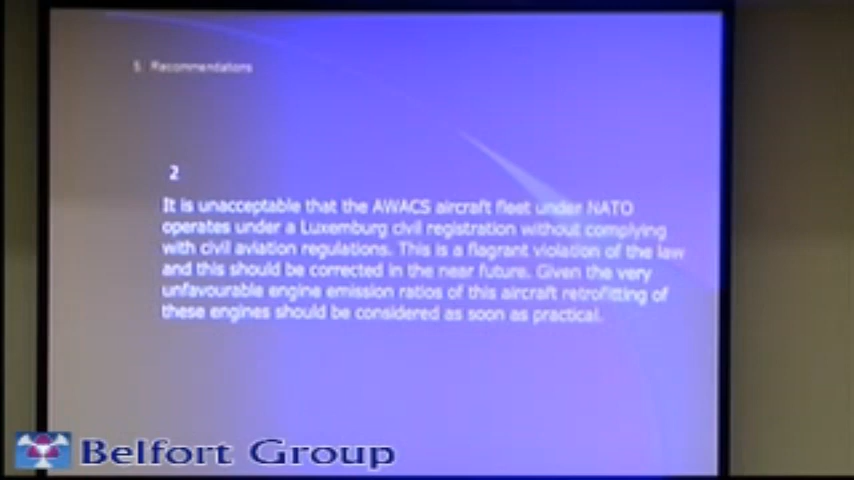 5. Recommendations
2
It is unacceptable that the AWACS aircraft fleet under NATO
operates under a Luxemburg civil registration without complying
with civil aviation regulations. This is a flagrant violation of the law
and this should be corrected in the near future. Given the very
unfavourable engine emission ratios of this aircraft retrofitting of
these engines should be considered as soon as practical.
Belfort Group